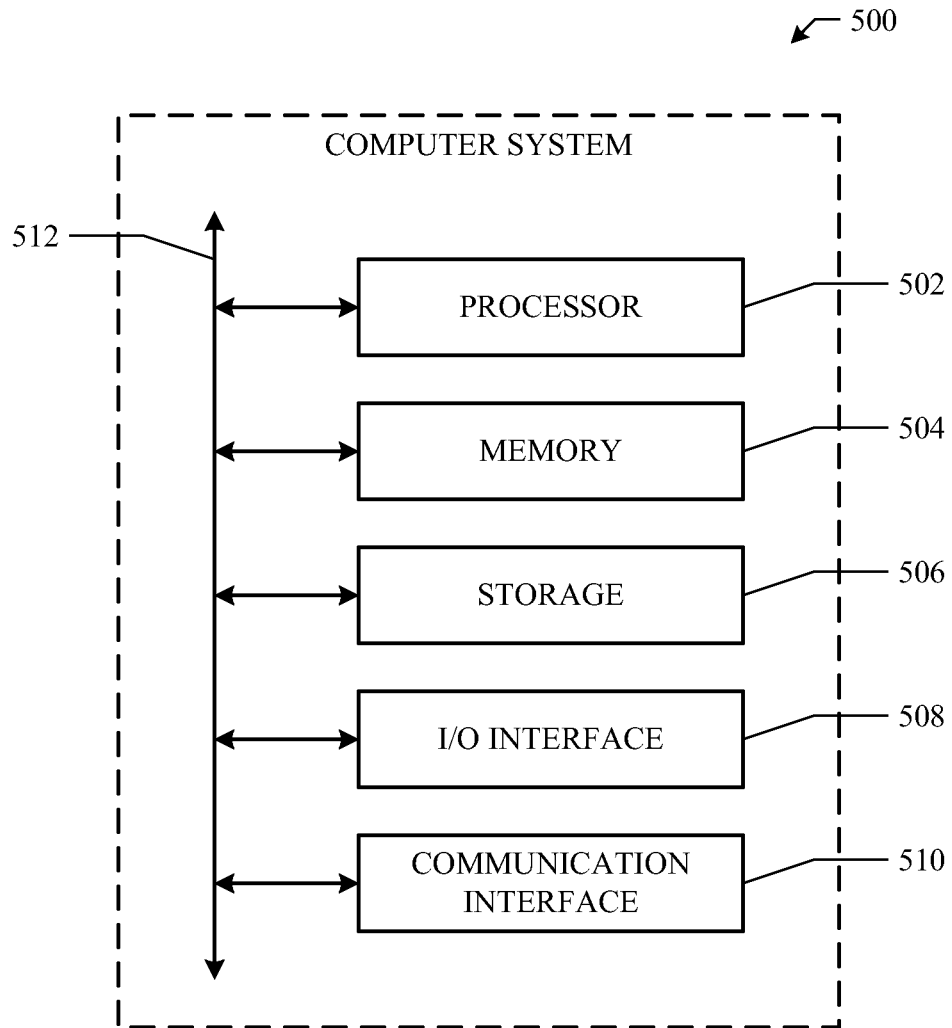 500
COMPUTER SYSTEM
512
PROCESSOR
502
MEMORY
504
STORAGE
506
I/O INTERFACE
508
COMMUNICATION
INTERFACE
510